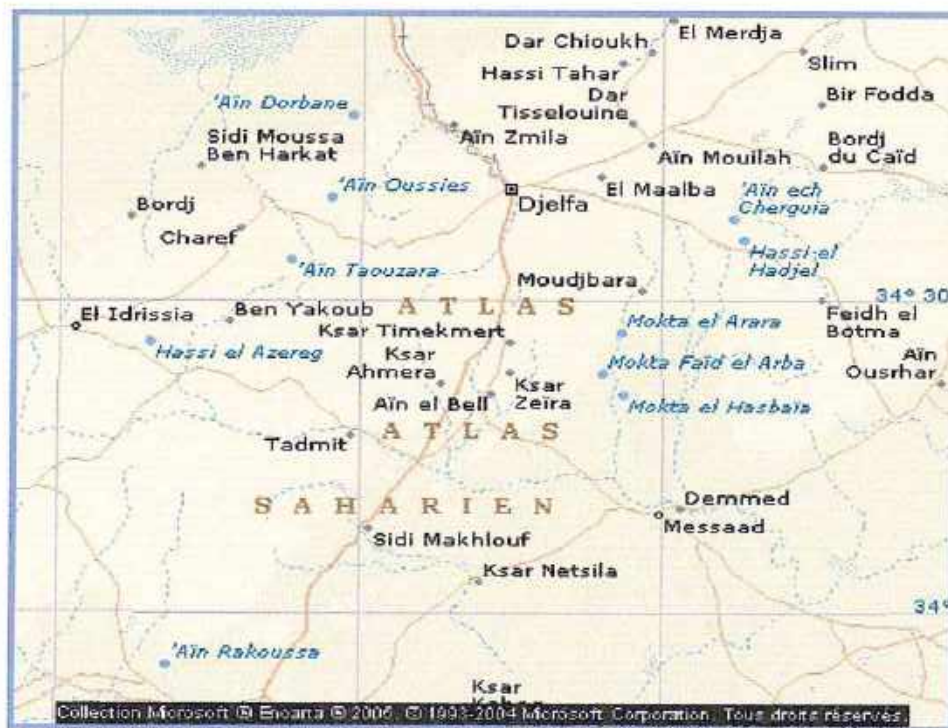 El Merdja
Dar Chioukh
Slim
Hassi Tahar
Dar
Tisselouine
Bir Fodda
'Aïn Dorbane
Aïn Zmila
Sidi Moussa
Ben Harkat
Aïn Mouilah
Bordj
du Caïd
'Aïn Oussies
El Maalba
'Aïn ech
Cherguia
Djelfa
Bordj
Charef
Hassi el
Hadjel
'Aïn Taouzara
Moudjbara
34° 30
ATLAS
El Idrissia
Ben Yakoub
Feidh el
Botma
Ksar Timekmert
Mokta el Arara
Hassi el Azereg
Ksar
Ahmera
Mokta Faïd el Arba
Aïn
Ousrhar
Ksar
Zeïra
Aïn el Bell
Mokta el Hasbaïa
ATLAS
Tadmit
SAHARIEN
Demmed
Messaad
Sidi Makhlouf
Ksar Netsila
34°
'Aïn Rakoussa
Ksar
Collection Microsoft ® Encarta ® 2005. © 1993-2004 Microsoft Corporation. Tous droits réservés.